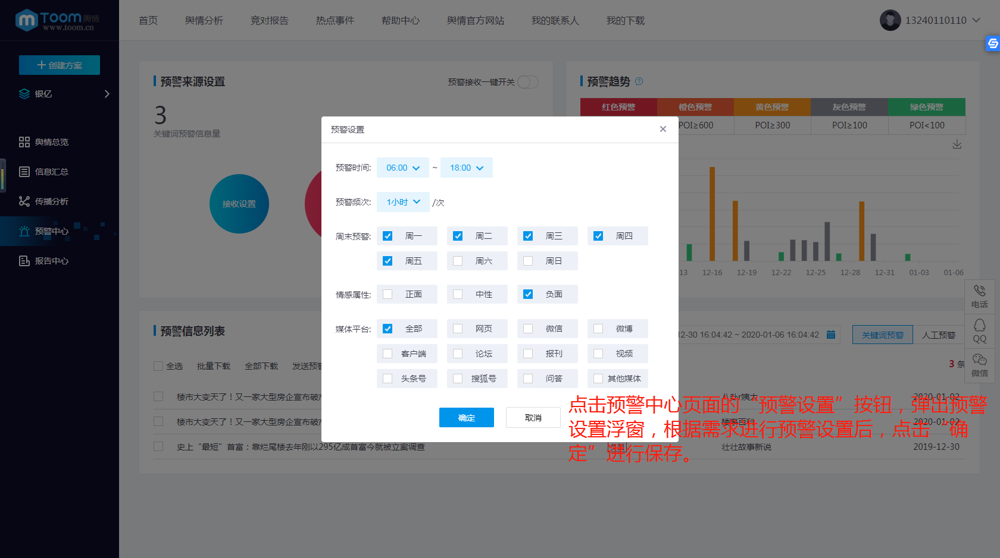 Toom舆情
www.toom.cn
首页 舆情分析 竞对报告 热点事件 帮助中心 舆情官方网站 我的联系人 我的下载
13240110110
创建方案
银亿
舆情总览
信息汇总
传播分析
预警中心
报告中心
预警来源设置
预警接收一键开关
3
关键词预警信息量
接收设置
预警趋势
红色预警 橙色预警 黄色预警 灰色预警 绿色预警
POI≥600 POI≥300 POI≥100 POI<100
-13 12-16 12-19 12-22 12-25 12-28 12-31 01-03 01-06
预警设置
预警时间: 06:00 ~ 18:00
预警频次: 1小时 /次
周末预警: 周一 周二 周三 周四
周五 周六 周日
情感属性: 正面 中性 负面
媒体平台: 全部 网页 微信 微博
客户端 论坛 报刊 视频
头条号 搜狐号 问答 其他媒体
确定 取消
电话
QQ
微信
预警信息列表
12-30 16:04:42 ~ 2020-01-06 16:04:42
关键词预警 人工预警
全选 批量下载 全部下载 发送预警
3 条
楼市大变天了！又一家大型房企宣布破产
八卦r姨太 2020-01-02
楼市大变天了！又一家大型房企宣布破产
楼事百科 2020-01-02
史上“最短”首富：靠烂尾楼去年刚以295亿成首富今就被立案调查
壮壮故事新说 2019-12-30
点击预警中心页面的“预警设置”按钮，弹出预警
设置浮窗，根据需求进行预警设置后，点击“确
定”进行保存。